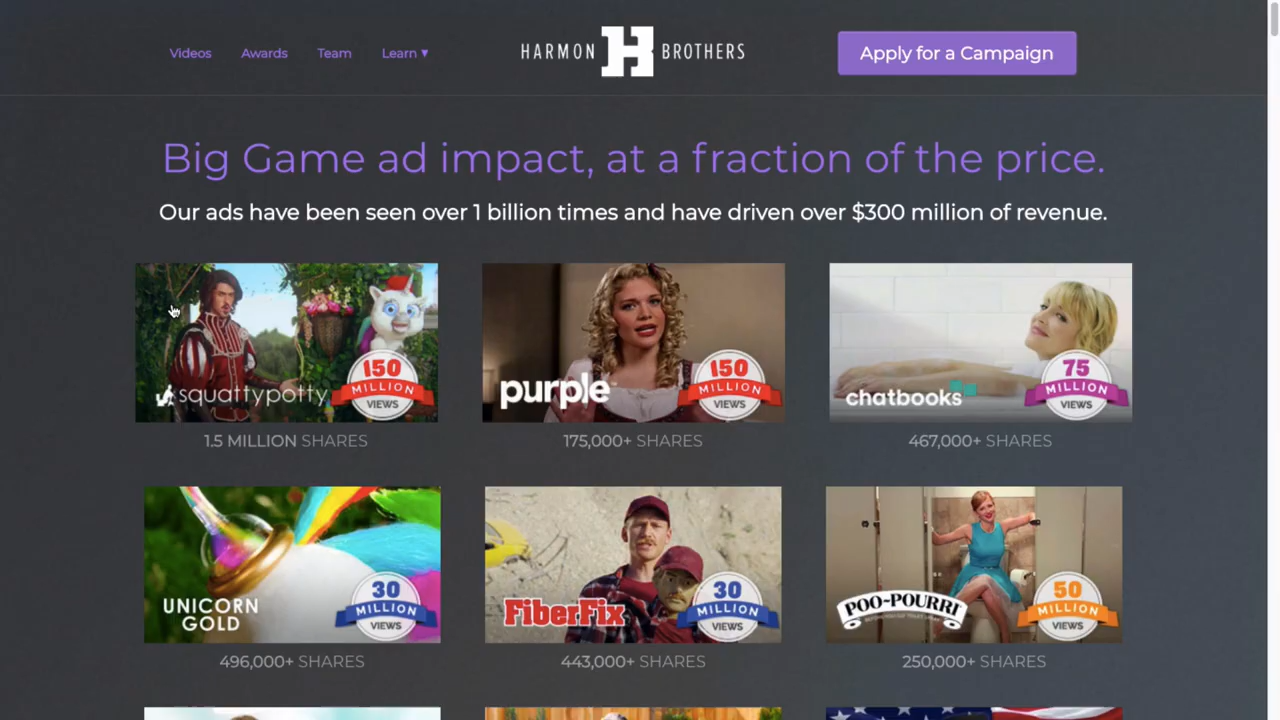 Videos
Awards
Team
Learn ▼
HARMON H BROTHERS
Apply for a Campaign
Big Game ad impact, at a fraction of the price.
Our ads have been seen over 1 billion times and have driven over $300 million of revenue.
squattypotty
150
MILLION
VIEWS
purple
150
MILLION
VIEWS
chatbooks
75
MILLION
VIEWS
1.5 MILLION SHARES
175,000+ SHARES
467,000+ SHARES
UNICORN
GOLD
30
MILLION
VIEWS
FiberFix
30
MILLION
VIEWS
POO-POURRI
50
MILLION
VIEWS
496,000+ SHARES
443,000+ SHARES
250,000+ SHARES